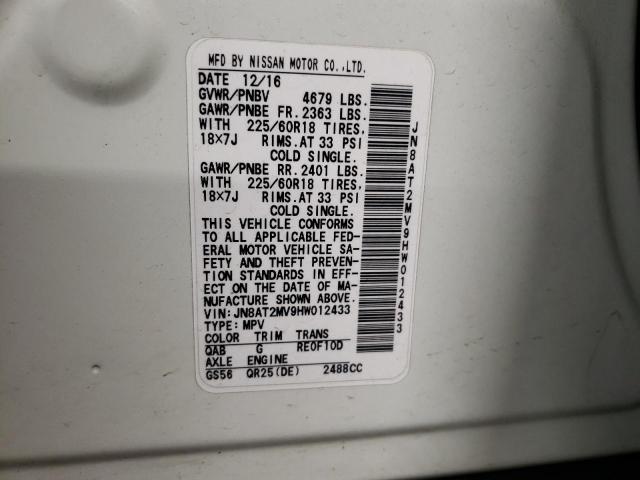 MFD BY NISSAN MOTOR CO.,LTD.
DATE 12/16
GVWR/PNBV 4679 LBS.
GAWR/PNBE FR. 2363 LBS.
WITH 225/60R18 TIRES,
18×7J RIMS.AT 33 PSI
COLD SINGLE.
GAWR/PNBE RR. 2401 LBS.
WITH 225/60R18 TIRES,
18×7J RIMS.AT 33 PSI
COLD SINGLE.
THIS VEHICLE CONFORMS
TO ALL APPLICABLE FED-
ERAL MOTOR VEHICLE SA-
FETY AND THEFT PREVEN-
TION STANDARDS IN EFF-
ECT ON THE DATE OF MA-
NUFACTURE SHOWN ABOVE.
VIN: JN8AT2MV9HW012433
TYPE: MPV
COLOR TRIM TRANS
QAB G RE0F10D
AXLE ENGINE
GS56 QR25(DE) 2488CC
JN8AT2MV9HW012433